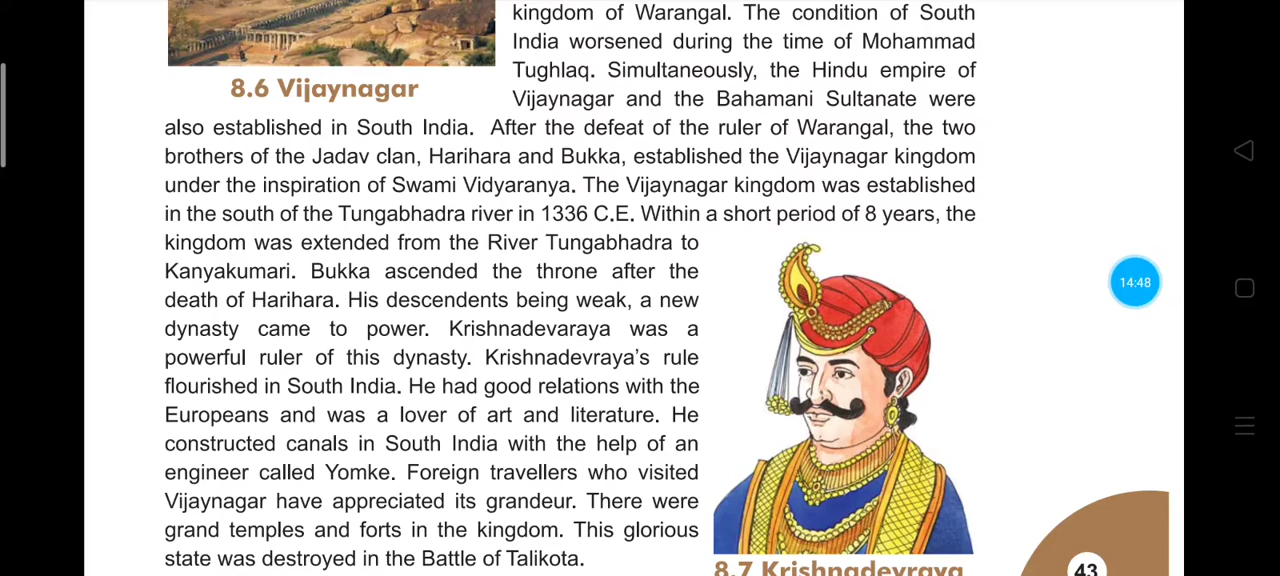 kingdom of Warangal. The condition of South
India worsened during the time of Mohammad
Tughlaq. Simultaneously, the Hindu empire of
8.6 Vijaynagar
Vijaynagar and the Bahamani Sultanate were
also established in South India. After the defeat of the ruler of Warangal, the two
brothers of the Jadav clan, Harihara and Bukka, established the Vijaynagar kingdom
under the inspiration of Swami Vidyaranya. The Vijaynagar kingdom was established
in the south of the Tungabhadra river in 1336 C.E. Within a short period of 8 years, the
kingdom was extended from the River Tungabhadra to
Kanyakumari. Bukka ascended the throne after the
death of Harihara. His descendents being weak, a new
dynasty came to power. Krishnadevaraya was a
powerful ruler of this dynasty. Krishnadevraya's rule
flourished in South India. He had good relations with the
Europeans and was a lover of art and literature. He
constructed canals in South India with the help of an
engineer called Yomke. Foreign travellers who visited
Vijaynagar have appreciated its grandeur. There were
grand temples and forts in the kingdom. This glorious
state was destroyed in the Battle of Talikota.
8.7 Krishnadevraya
43
14:48